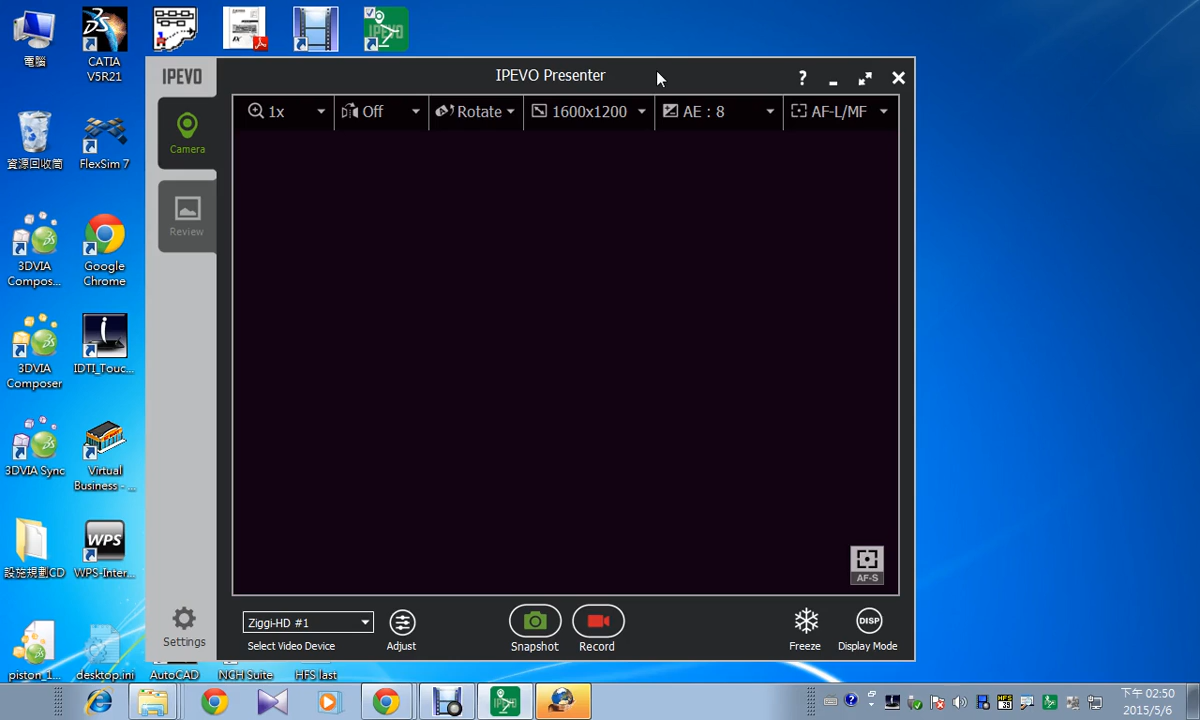 IPEVO
電腦
CATIA
V5R21
IPEVO
IPEVO Presenter
?
1x
Off
Rotate
1600x1200
AE : 8
AF-L/MF
Camera
資源回收筒
FlexSim 7
Review
3DVIA
Compos...
Google
Chrome
3DVIA
Composer
IDTI_Touc...
3DVIA Sync
Virtual
Business - ...
WPS
設施規劃CD
WPS-Inter...
AF-S
Settings
Ziggi-HD #1
Select Video Device
Adjust
Snapshot
Record
Freeze
DISP
Display Mode
piston_1...
desktop.ini
AutoCAD
NCH Suite
HFS last
下午 02:50
2015/5/6